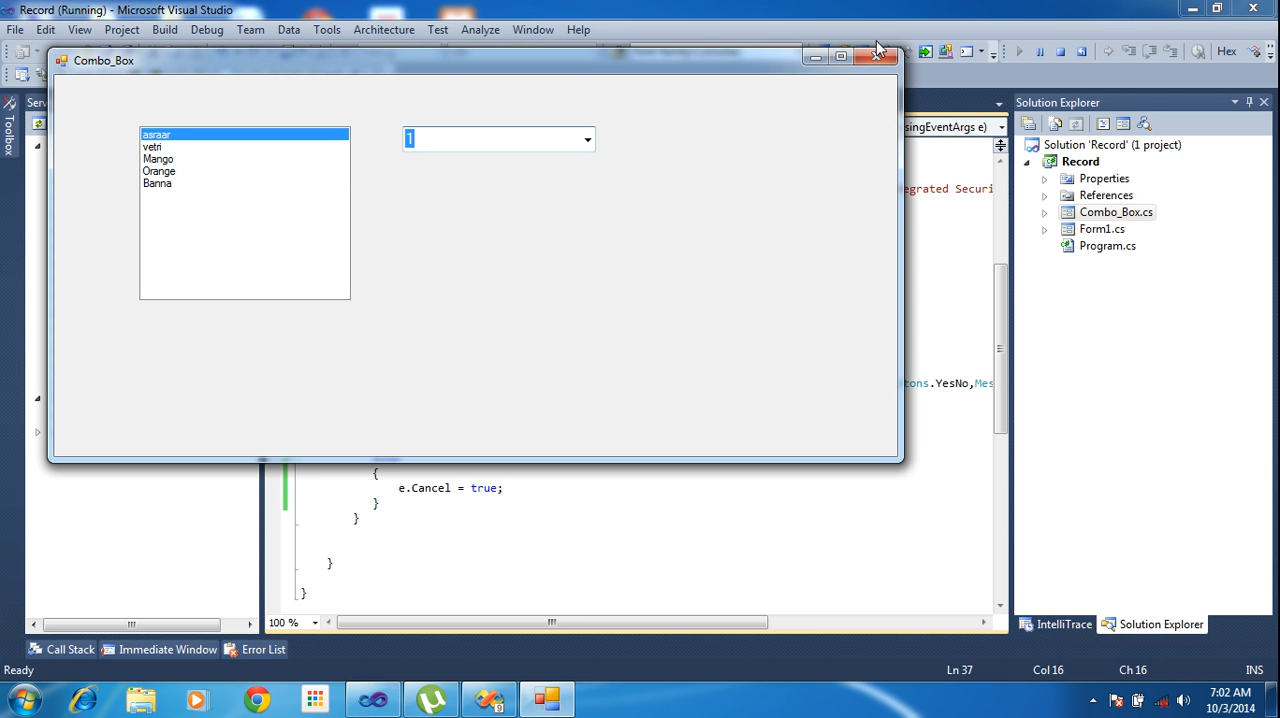 Record (Running) - Microsoft Visual Studio
File Edit View Project Build Debug Team Data Tools Architecture Test Analyze Window Help
Hex
Combo_Box
Toolbox
Serv
asraar
vetri
Mango
Orange
Banna
1
singEventArgs e)
egrated Securi
tons.YesNo,Mes
{
e.Cancel = true;
}
}
}
}
100 %
Solution Explorer
Solution 'Record' (1 project)
Record
Properties
References
Combo_Box.cs
Form1.cs
Program.cs
IntelliTrace Solution Explorer
Call Stack Immediate Window Error List
Ready Ln 37 Col 16 Ch 16 INS
9
7:02 AM
10/3/2014